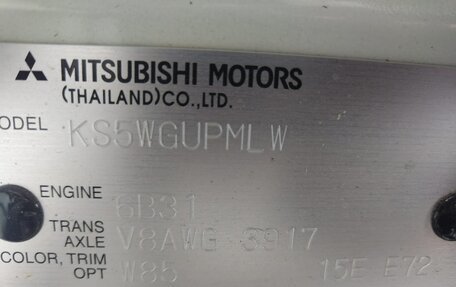 MITSUBISHI MOTORS
(THAILAND)CO.,LTD.
ODEL KS5WGUPMLW
ENGINE 6B31
TRANS AXLE V8AWG 3917
COLOR, TRIM OPT W85 15E E72